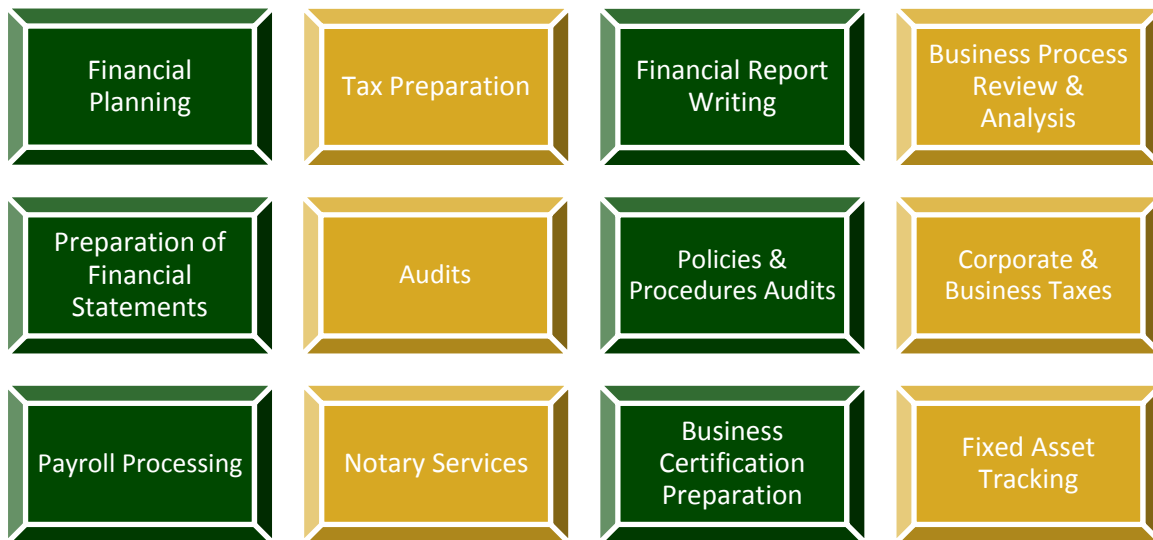 Financial
Planning
Tax Preparation
Financial Report
Writing
Business Process
Review &
Analysis
Preparation of
Financial
Statements
Audits
Policies &
Procedures Audits
Corporate &
Business Taxes
Payroll Processing
Notary Services
Business
Certification
Preparation
Fixed Asset
Tracking